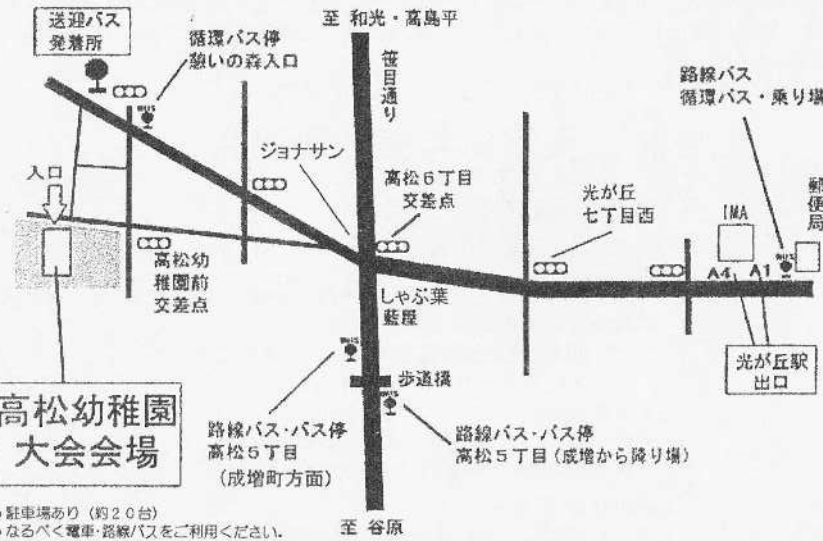 送迎バス
発着所
循環バス停
憩いの森入口
BUS
至 和光・高島平
笹目通り
路線バス
循環バス・乗り場
ジョナサン
入口
高松6丁目
交差点
光が丘
七丁目西
IMA
郵便局
BUS
A4
A1
高松幼
稚園前
交差点
しゃぶ葉
藍屋
BUS
歩道橋
BUS
光が丘駅
出口
高松幼稚園
大会会場
路線バス・バス停
高松5丁目
(成増町方面)
路線バス・バス停
高松5丁目(成増から降り場)
駐車場あり (約20台)
なるべく電車・路線バスをご利用ください.
至 谷原